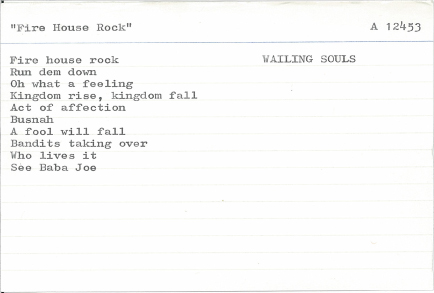 "Fire House Rock" A 12453
Fire house rock WAILING SOULS
Run dem down
Oh what a feeling
Kingdom rise, kingdom fall
Act of affection
Busnah
A fool will fall
Bandits taking over
Who lives it
See Baba Joe